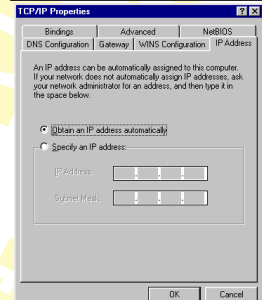 TCP/IP Properties
Bindings Advanced NetBIOS
DNS Configuration Gateway WINS Configuration IP Address
An IP address can be automatically assigned to this computer.
If your network does not automatically assign IP addresses, ask
your network administrator for an address, and then type it in
the space below.
Obtain an IP address automatically
Specify an IP address:
IP Address:
Subnet Mask:
OK Cancel